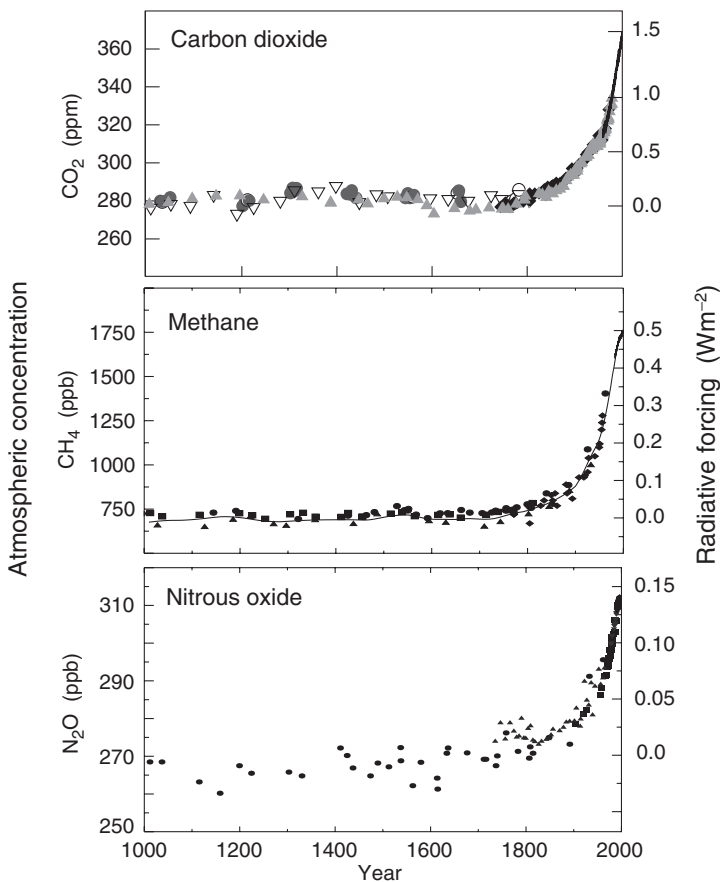 Atmospheric concentration
Radiative forcing (Wm−2)
Carbon dioxide
CO2 (ppm)
360
340
320
300
280
260
1.5
1.0
0.5
0.0
Methane
CH4 (ppb)
1750
1500
1250
1000
750
0.5
0.4
0.3
0.2
0.1
0.0
Nitrous oxide
N2O (ppb)
310
290
270
250
0.15
0.10
0.05
0.0
1000 1200 1400 1600 1800 2000
Year